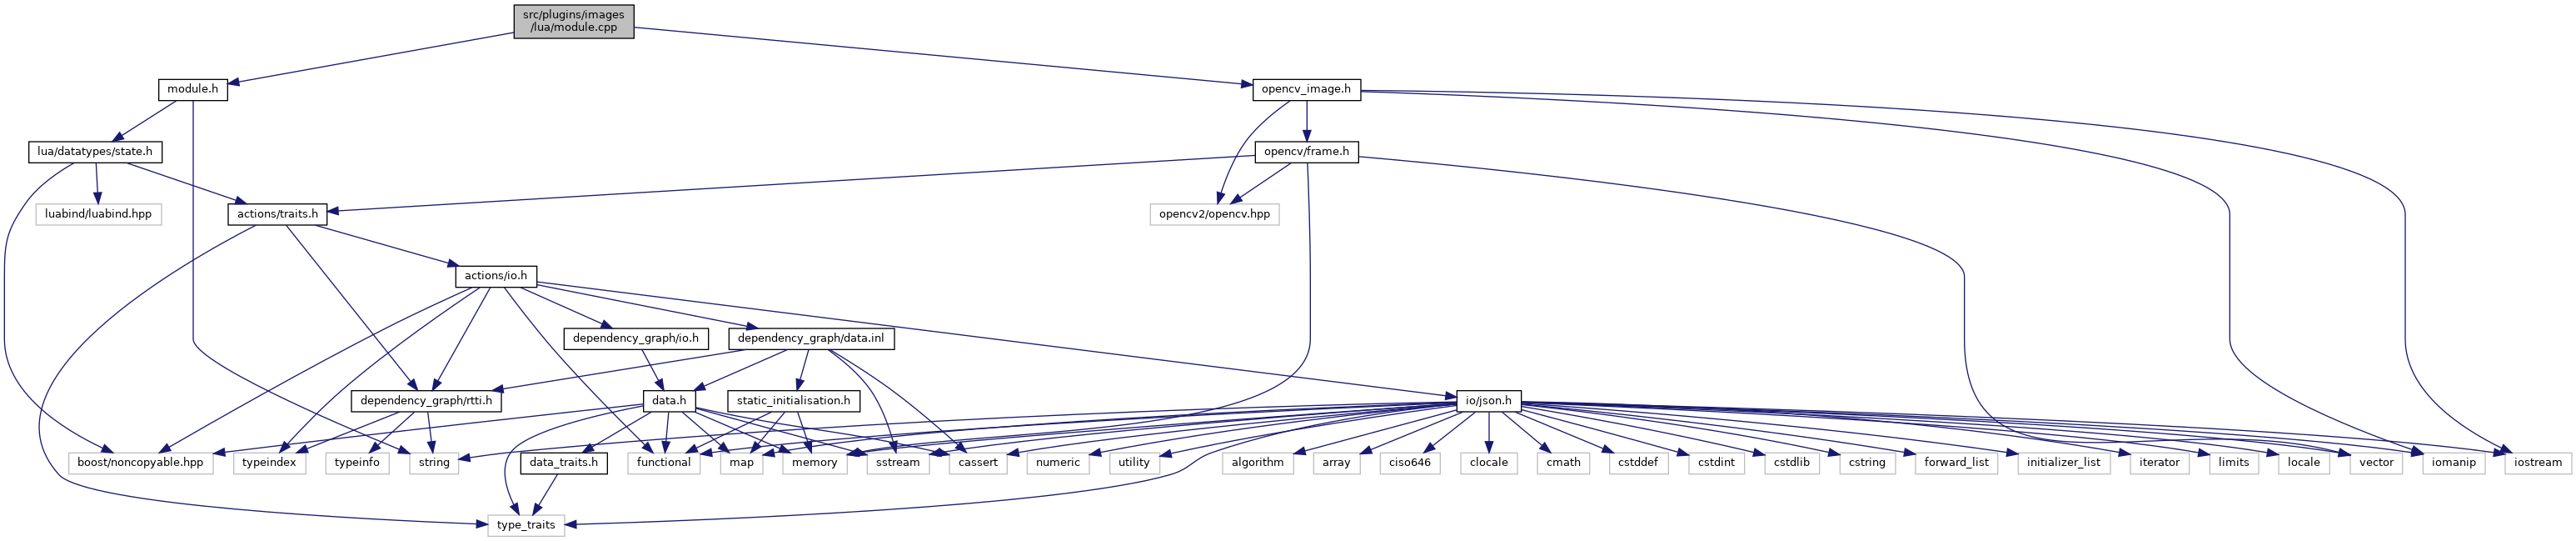 src/plugins/images
/lua/module.cpp
module.h
opencv_image.h
lua/datatypes/state.h
opencv/frame.h
luabind/luabind.hpp
actions/traits.h
opencv2/opencv.hpp
actions/io.h
dependency_graph/io.h
dependency_graph/data.inl
dependency_graph/rtti.h
data.h
static_initialisation.h
io/json.h
boost/noncopyable.hpp
typeindex
typeinfo
string
data_traits.h
functional
map
memory
sstream
cassert
numeric
utility
algorithm
array
ciso646
clocale
cmath
cstddef
cstdint
cstdlib
cstring
forward_list
initializer_list
iterator
limits
locale
vector
iomanip
iostream
type_traits